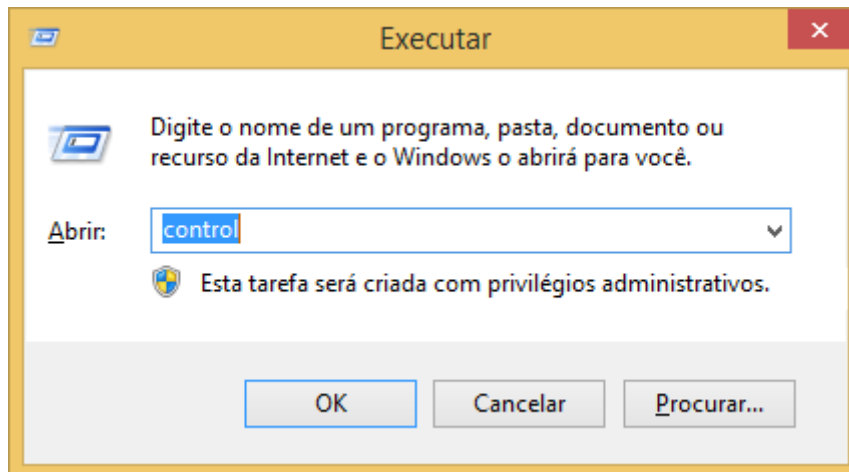 Executar
Digite o nome de um programa, pasta, documento ou
recurso da Internet e o Windows o abrirá para você.
Abrir: control
Esta tarefa será criada com privilégios administrativos.
OK Cancelar Procurar...